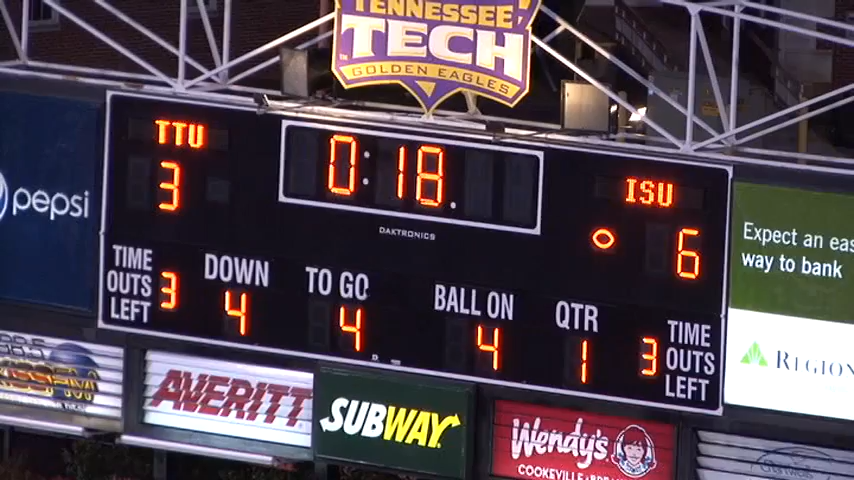 TENNESSEE
TECH
GOLDEN EAGLES
TTU
3
0:18.
ISU
6
DAKTRONICS
TIME
OUTS
LEFT
3
DOWN
4
TO GO
4
BALL ON
4
QTR
1
3
TIME
OUTS
LEFT
pepsi
Expect an eas
way to bank
REGION
AVERITT
SUBWAY
Wendy's
COOKEVILLE